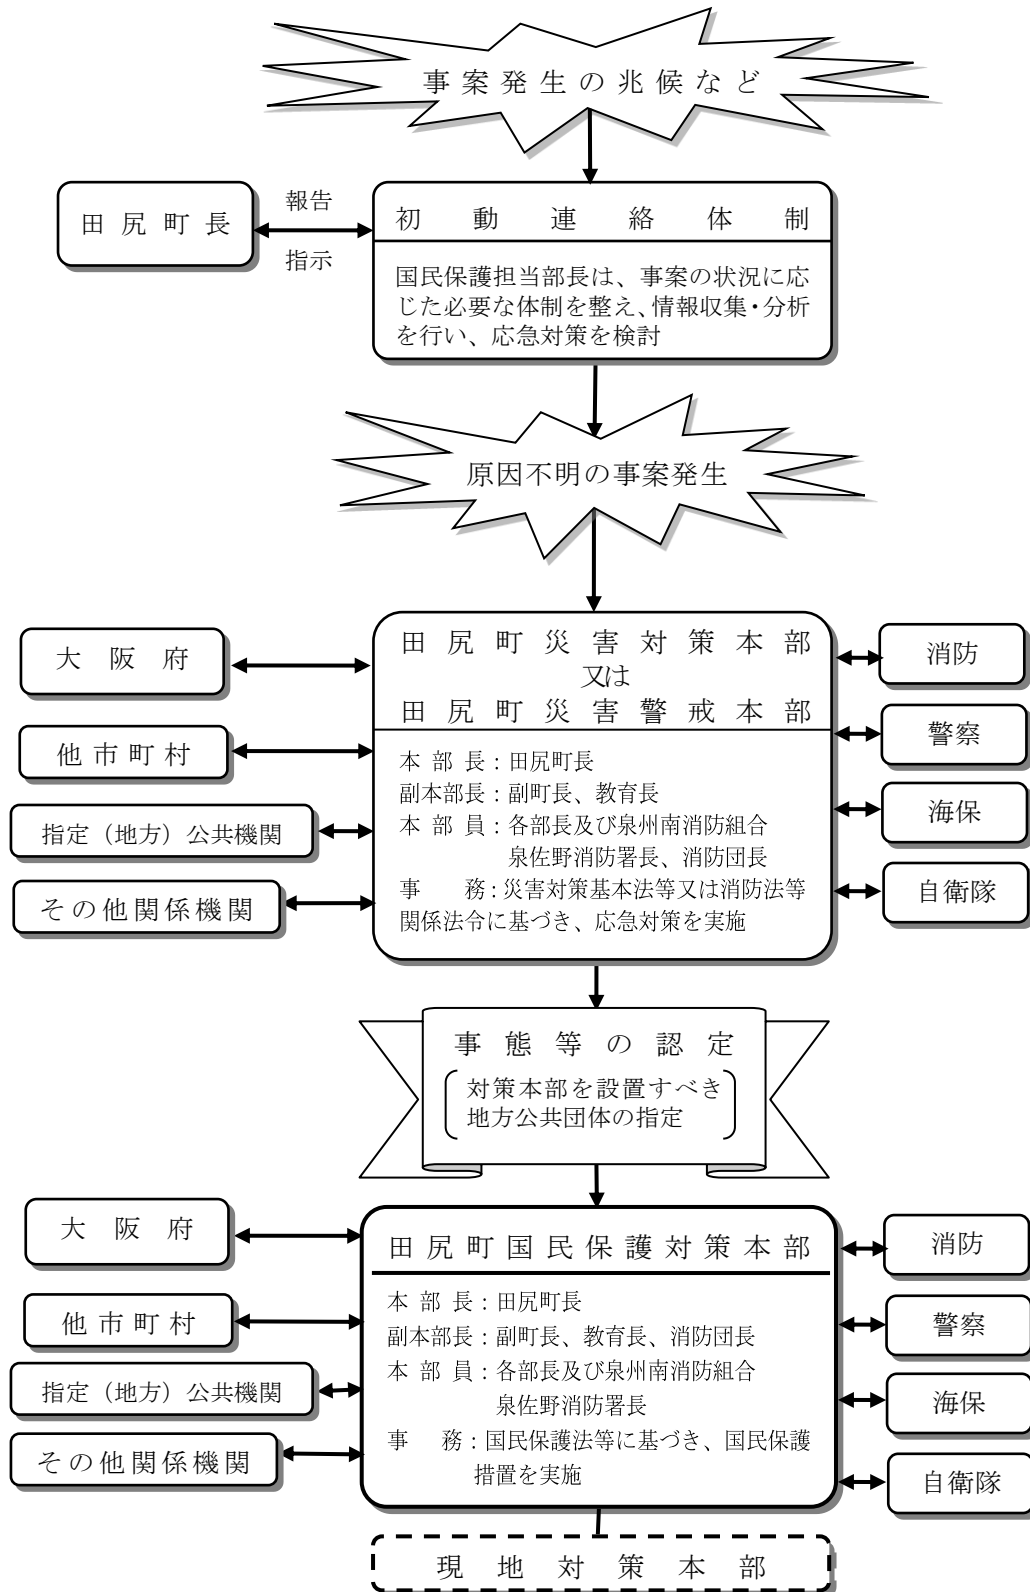 事案発生の兆候など
田尻町長
報告
指示
初動連絡体制
国民保護担当部長は、事案の状況に応
じた必要な体制を整え、情報収集・分析
を行い、応急対策を検討
原因不明の事案発生
大阪府
他市町村
指定（地方）公共機関
その他関係機関
田尻町災害対策本部
又は
田尻町災害警戒本部
本部長：田尻町長
副本部長：副町長、教育長
本部員：各部長及び泉州南消防組合
泉佐野消防署長、消防団長
事　務：災害対策基本法等又は消防法等
関係法令に基づき、応急対策を実施
消防
警察
海保
自衛隊
事態等の認定
対策本部を設置すべき
地方公共団体の指定
大阪府
他市町村
指定（地方）公共機関
その他関係機関
田尻町国民保護対策本部
本部長：田尻町長
副本部長：副町長、教育長、消防団長
本部員：各部長及び泉州南消防組合
泉佐野消防署長
事　務：国民保護法等に基づき、国民保護
措置を実施
消防
警察
海保
自衛隊
現地対策本部